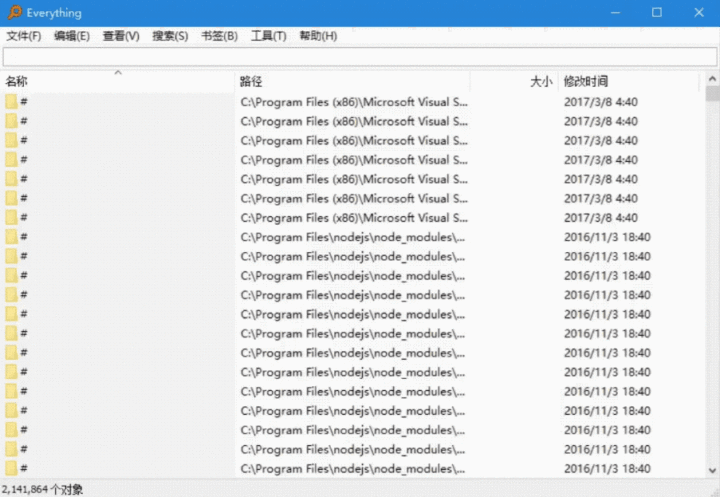 Everything
文件(F) 编辑(E) 查看(V) 搜索(S) 书签(B) 工具(T) 帮助(H)
名称 路径 大小 修改时间
# C:\Program Files (x86)\Microsoft Visual S... 2017/3/8 4:40
# C:\Program Files (x86)\Microsoft Visual S... 2017/3/8 4:40
# C:\Program Files (x86)\Microsoft Visual S... 2017/3/8 4:40
# C:\Program Files (x86)\Microsoft Visual S... 2017/3/8 4:40
# C:\Program Files (x86)\Microsoft Visual S... 2017/3/8 4:40
# C:\Program Files (x86)\Microsoft Visual S... 2017/3/8 4:40
# C:\Program Files (x86)\Microsoft Visual S... 2017/3/8 4:40
# C:\Program Files\nodejs\node_modules\... 2016/11/3 18:40
# C:\Program Files\nodejs\node_modules\... 2016/11/3 18:40
# C:\Program Files\nodejs\node_modules\... 2016/11/3 18:40
# C:\Program Files\nodejs\node_modules\... 2016/11/3 18:40
# C:\Program Files\nodejs\node_modules\... 2016/11/3 18:40
# C:\Program Files\nodejs\node_modules\... 2016/11/3 18:40
# C:\Program Files\nodejs\node_modules\... 2016/11/3 18:40
# C:\Program Files\nodejs\node_modules\... 2016/11/3 18:40
# C:\Program Files\nodejs\node_modules\... 2016/11/3 18:40
# C:\Program Files\nodejs\node_modules\... 2016/11/3 18:40
# C:\Program Files\nodejs\node_modules\... 2016/11/3 18:40
# C:\Program Files\nodejs\node_modules\... 2016/11/3 18:40
# C:\Program Files\nodejs\node_modules\... 2016/11/3 18:40
2,141,864 个对象